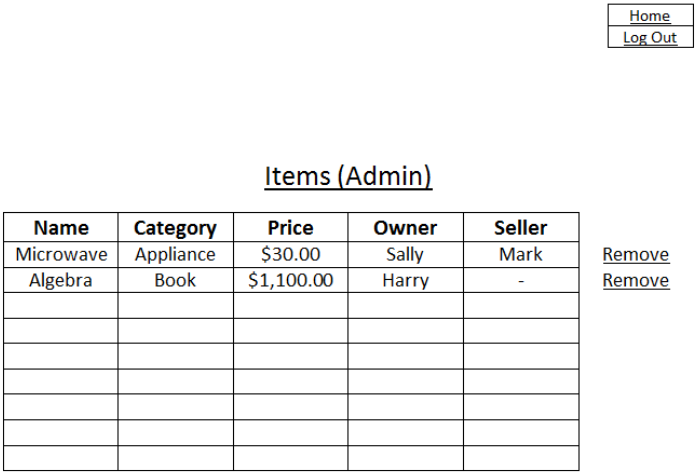 Home
Log Out
Items (Admin)
Name Category Price Owner Seller
Microwave Appliance $30.00 Sally Mark Remove
Algebra Book $1,100.00 Harry - Remove